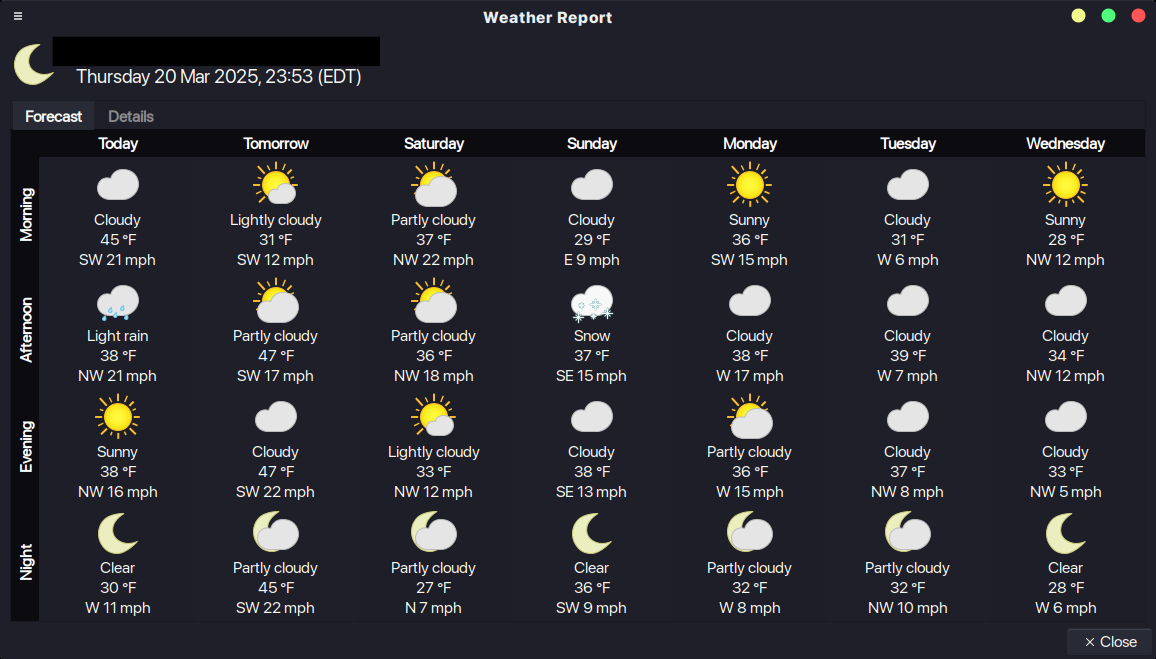 Weather Report
Thursday 20 Mar 2025, 23:53 (EDT)
Forecast Details
Today Tomorrow Saturday Sunday Monday Tuesday Wednesday
Morning
Cloudy Lightly cloudy Partly cloudy Cloudy Sunny Cloudy Sunny
45 °F 31 °F 37 °F 29 °F 36 °F 31 °F 28 °F
SW 21 mph SW 12 mph NW 22 mph E 9 mph SW 15 mph W 6 mph NW 12 mph
Afternoon
Light rain Partly cloudy Partly cloudy Snow Cloudy Cloudy Cloudy
38 °F 47 °F 36 °F 37 °F 38 °F 39 °F 34 °F
NW 21 mph SW 17 mph NW 18 mph SE 15 mph W 17 mph W 7 mph NW 12 mph
Evening
Sunny Cloudy Lightly cloudy Cloudy Partly cloudy Cloudy Cloudy
38 °F 47 °F 33 °F 38 °F 36 °F 37 °F 33 °F
NW 16 mph SW 22 mph NW 12 mph SE 13 mph W 15 mph NW 8 mph NW 5 mph
Night
Clear Partly cloudy Partly cloudy Clear Partly cloudy Partly cloudy Clear
30 °F 45 °F 27 °F 36 °F 32 °F 32 °F 28 °F
W 11 mph SW 22 mph N 7 mph SW 9 mph W 8 mph NW 10 mph W 6 mph
× Close